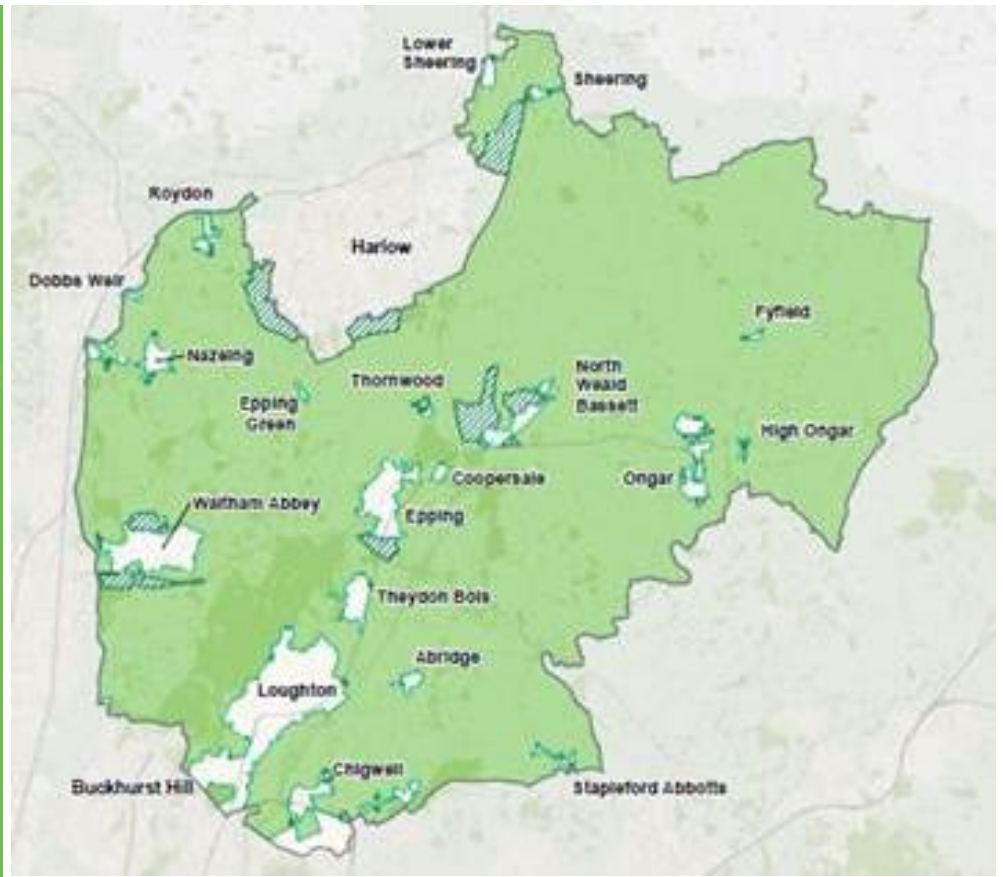 Lower
Sheering
Sheering
Roydon
Harlow
Dobbs Weir
Fyfield
Nazeing
Thornwood
North
Weald
Bassett
Epping
Green
High Ongar
Coopersale
Ongar
Waltham Abbey
Epping
Theydon Bois
Abridge
Loughton
Chigwell
Buckhurst Hill
Stapleford Abbotts